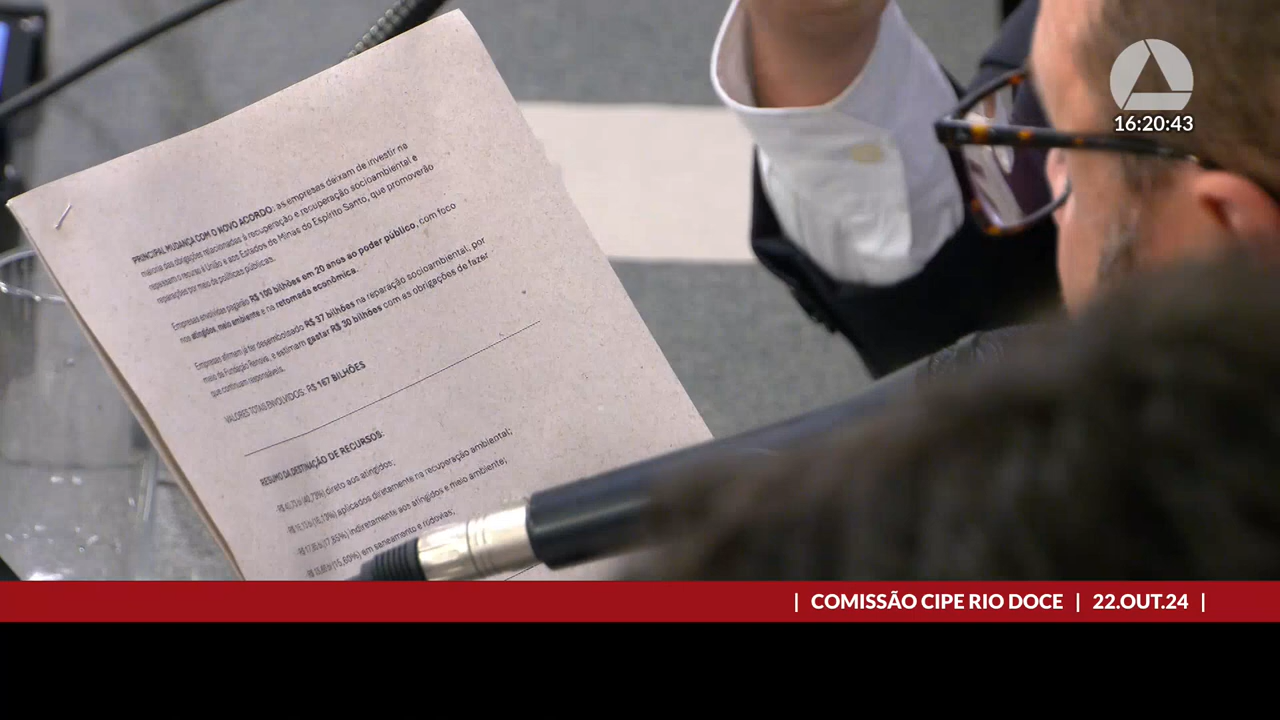 16:20:43
PRINCIPAL MUDANÇA COM O NOVO ACORDO: as empresas deixam de investir na
maioria das obrigações relacionadas à recuperação e recuperação socioambiental e
repassam o recurso à União e aos Estados de Minas do Espírito Santo, que promoverão
reparações por meio de políticas públicas.
Empresas envolvidas pagarão R$ 100 bilhões em 20 anos ao poder público, com foco
nos atingidos, meio ambiente e na retomada econômica.
Empresas afirmam já ter desembolsado R$ 37 bilhões na reparação socioambiental, por
meio da Fundação Renova, e estimam gastar R$ 30 bilhões com as obrigações de fazer
que continuam responsáveis.
VALORES TOTAIS ENVOLVIDOS: R$ 167 BILHÕES
RESUMO DA DESTINAÇÃO DE RECURSOS:
direto aos atingidos;
aplicados diretamente na recuperação ambiental;
(17,85%) indiretamente aos atingidos e meio ambiente;
(15,60%) em saneamento e rodovias;
| COMISSÃO CIPE RIO DOCE | 22.OUT.24 |